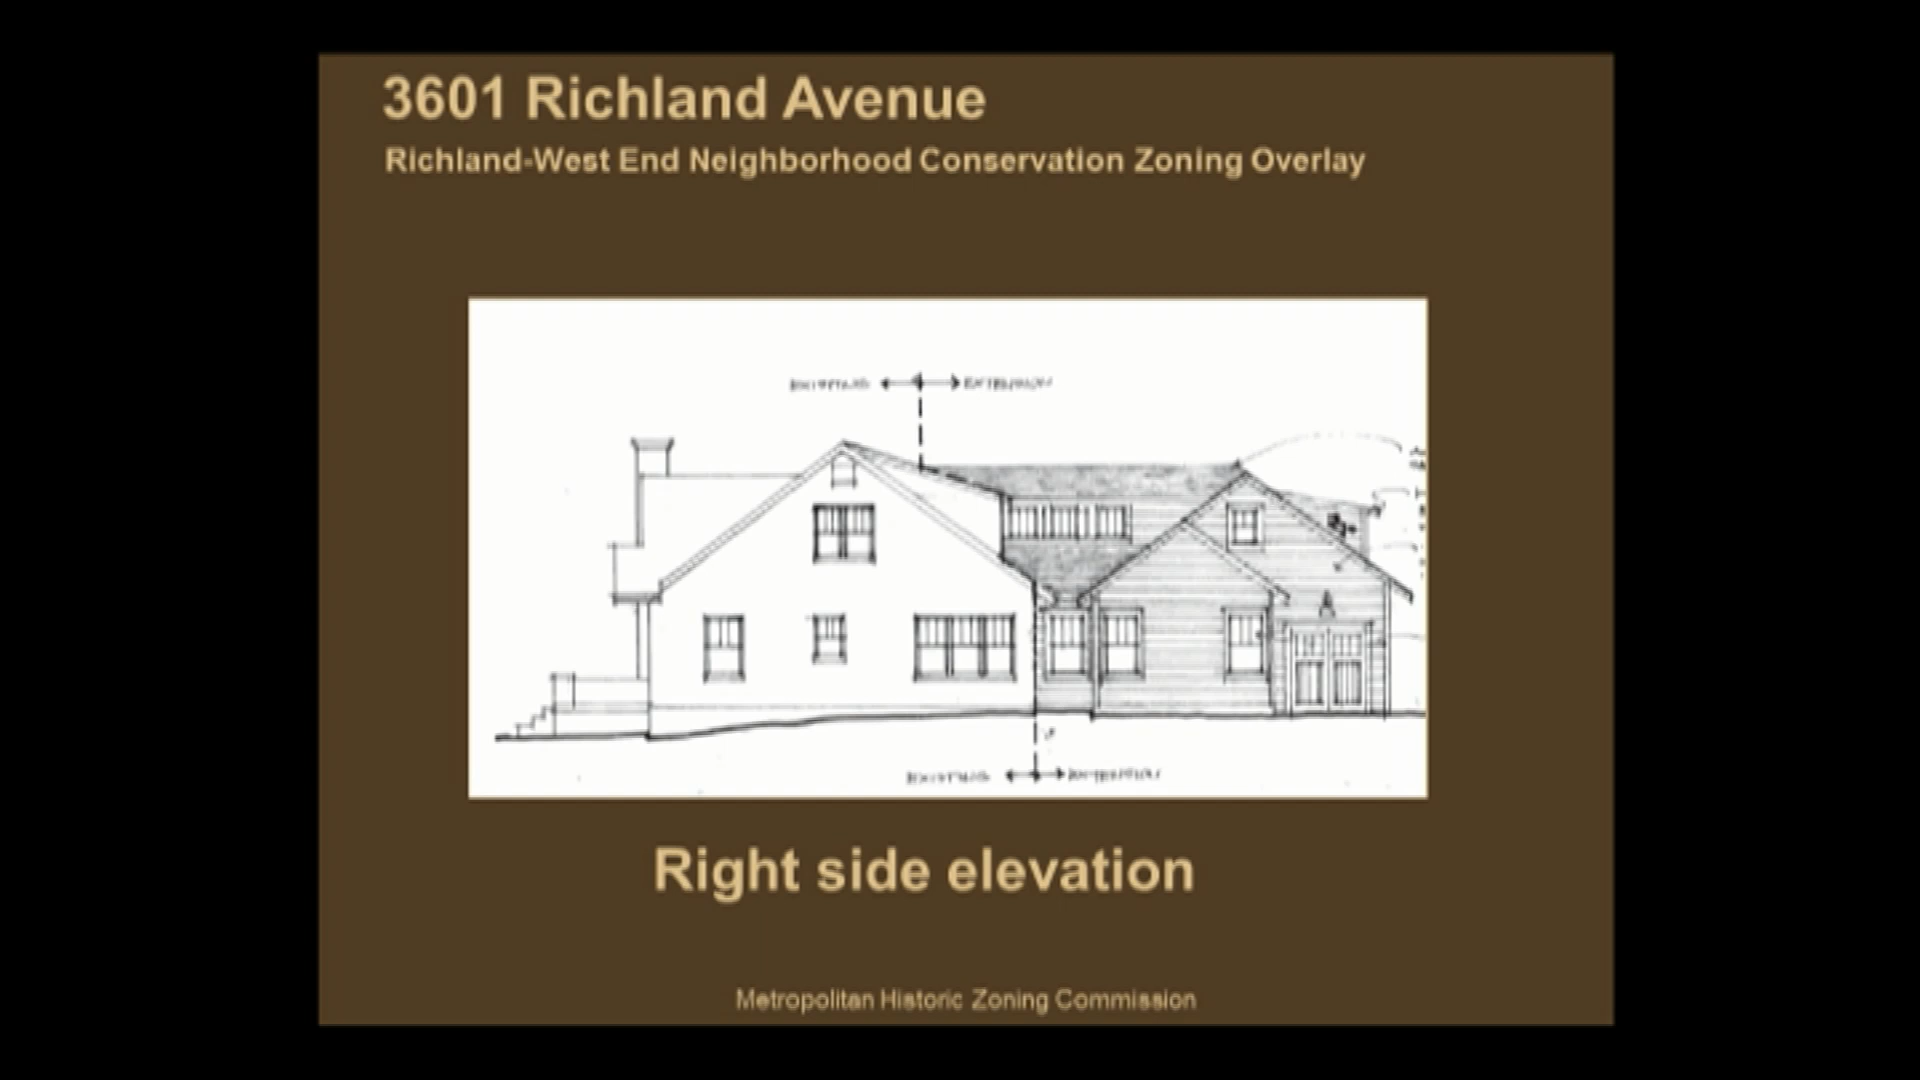 3601 Richland Avenue
Richland-West End Neighborhood Conservation Zoning Overlay
Right side elevation
Metropolitan Historic Zoning Commission